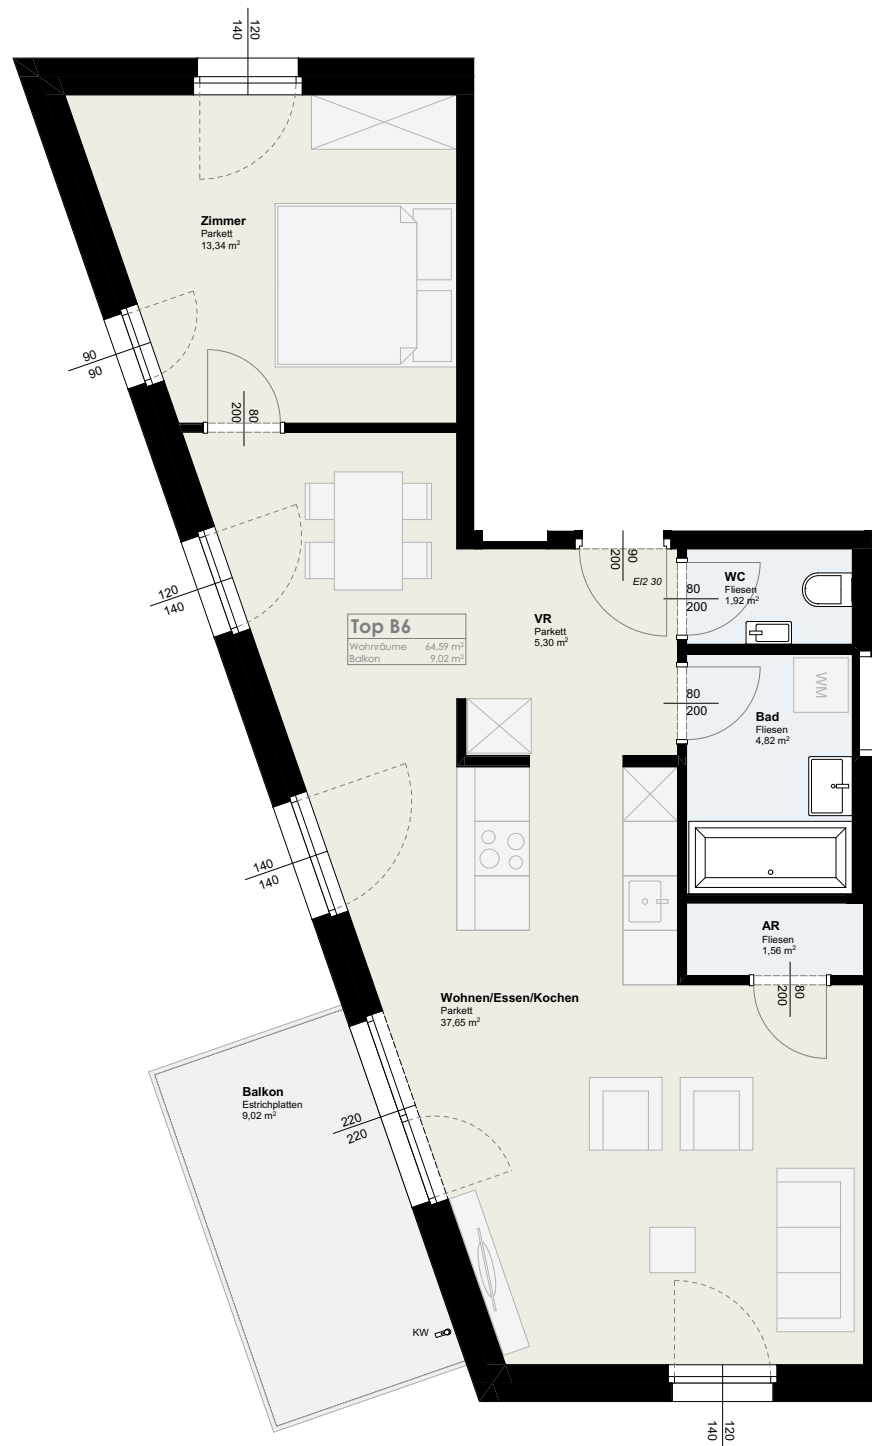 120
140
Zimmer
Parkett
13,34 m²
90
90
80
200
120
140
90
200
EI2 30
WC
Fliesen
1,92 m²
80
200
VR
Parkett
5,30 m²
Top B6
Wohnräume 64,59 m²
Balkon 9,02 m²
WM
80
200
Bad
Fliesen
4,82 m²
140
140
AR
Fliesen
1,56 m²
80
200
Wohnen/Essen/Kochen
Parkett
37,65 m²
Balkon
Estrichplatten
9,02 m²
220
220
KW
120
140